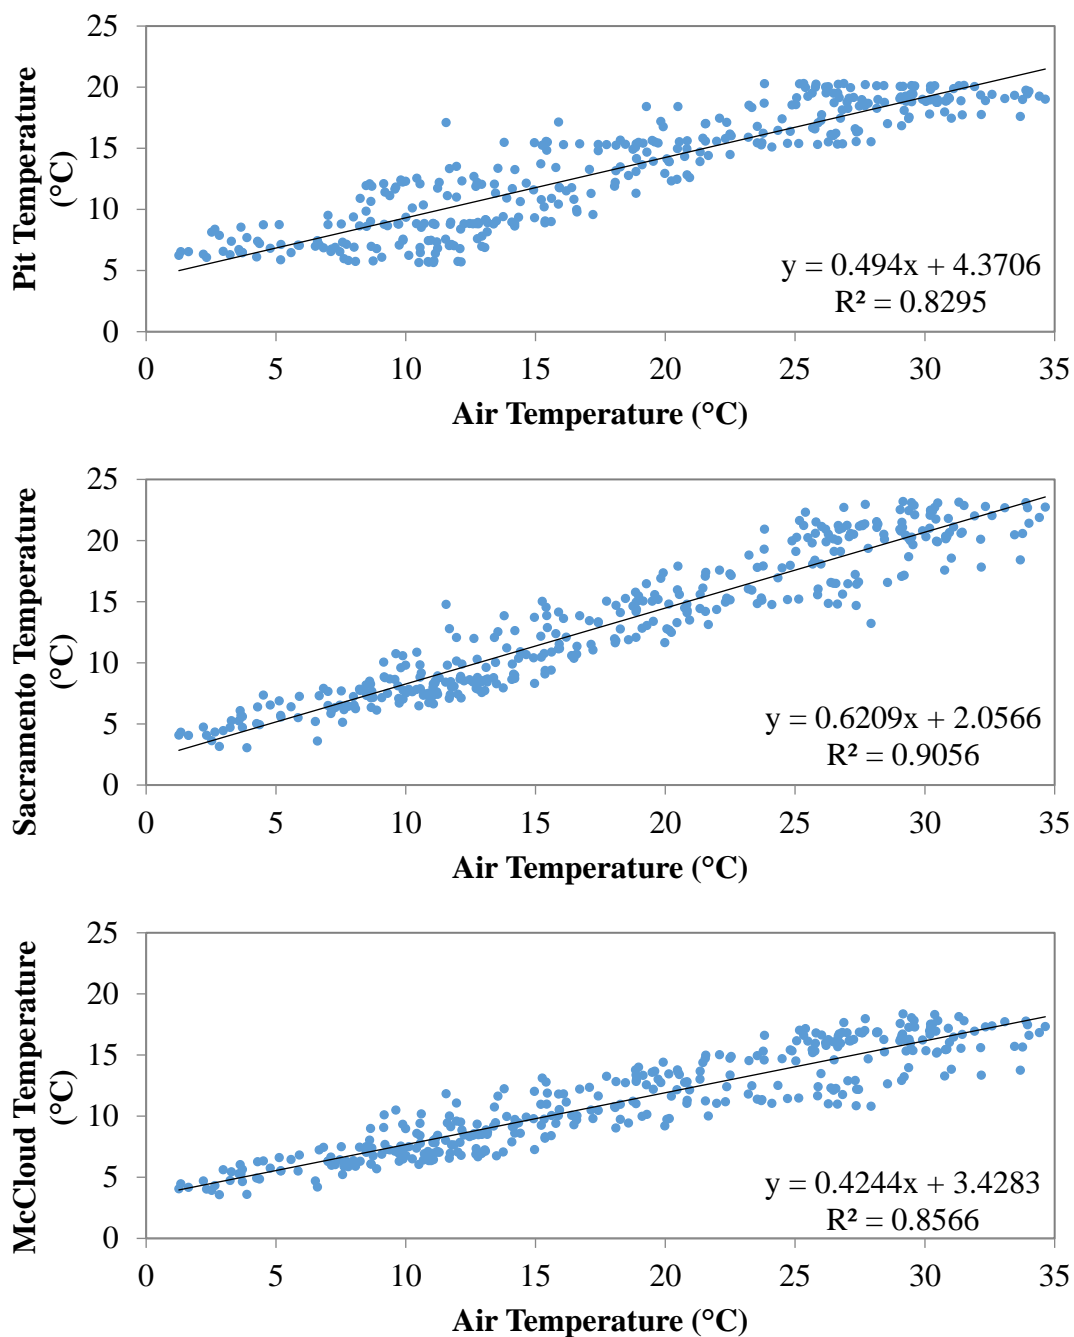 25
20
15
10
5
0
Pit Temperature
(°C)
y = 0.494x + 4.3706
R² = 0.8295
0 5 10 15 20 25 30 35
Air Temperature (°C)
25
20
15
10
5
0
Sacramento Temperature
(°C)
y = 0.6209x + 2.0566
R² = 0.9056
0 5 10 15 20 25 30 35
Air Temperature (°C)
25
20
15
10
5
0
McCloud Temperature
(°C)
y = 0.4244x + 3.4283
R² = 0.8566
0 5 10 15 20 25 30 35
Air Temperature (°C)